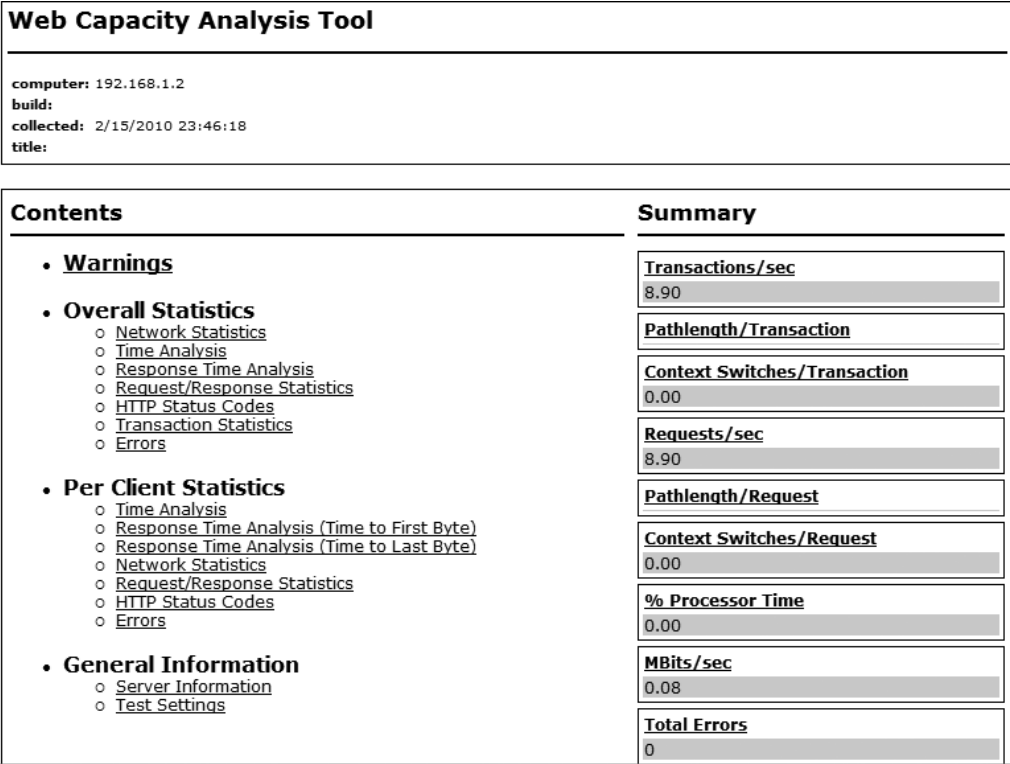 Web Capacity Analysis Tool
computer: 192.168.1.2
build:
collected: 2/15/2010 23:46:18
title:
Contents
Warnings
Overall Statistics
Network Statistics
Time Analysis
Response Time Analysis
Request/Response Statistics
HTTP Status Codes
Transaction Statistics
Errors
Per Client Statistics
Time Analysis
Response Time Analysis (Time to First Byte)
Response Time Analysis (Time to Last Byte)
Network Statistics
Request/Response Statistics
HTTP Status Codes
Errors
General Information
Server Information
Test Settings
Summary
Transactions/sec
8.90
Pathlength/Transaction
Context Switches/Transaction
0.00
Requests/sec
8.90
Pathlength/Request
Context Switches/Request
0.00
% Processor Time
0.00
MBits/sec
0.08
Total Errors
0